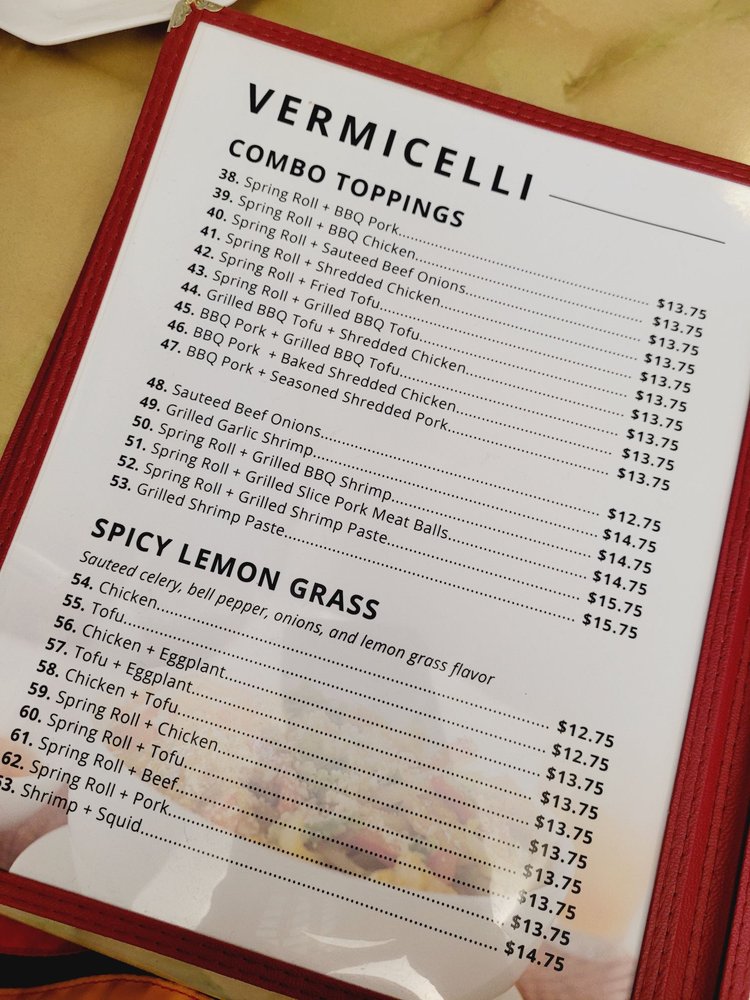 VERMICELLI
COMBO TOPPINGS
38. Spring Roll + BBQ Pork $13.75
39. Spring Roll + BBQ Chicken $13.75
40. Spring Roll + Sauteed Beef Onions $13.75
41. Spring Roll + Shredded Chicken $13.75
42. Spring Roll + Fried Tofu $13.75
43. Spring Roll + Grilled BBQ Tofu $13.75
44. Grilled BBQ Tofu + Shredded Chicken $13.75
45. BBQ Pork + Grilled BBQ Tofu $13.75
46. BBQ Pork + Baked Shredded Chicken $13.75
47. BBQ Pork + Seasoned Shredded Pork $13.75
48. Sauteed Beef Onions $12.75
49. Grilled Garlic Shrimp $14.75
50. Spring Roll + Grilled BBQ Shrimp $14.75
51. Spring Roll + Grilled Slice Pork Meat Balls $14.75
52. Spring Roll + Grilled Shrimp Paste $15.75
53. Grilled Shrimp Paste $15.75
SPICY LEMON GRASS
Sauteed celery, bell pepper, onions, and lemon grass flavor
54. Chicken $12.75
55. Tofu $12.75
56. Chicken + Eggplant $13.75
57. Tofu + Eggplant $13.75
58. Chicken + Tofu $13.75
59. Spring Roll + Chicken $13.75
60. Spring Roll + Tofu $13.75
61. Spring Roll + Beef $13.75
62. Spring Roll + Pork $13.75
63. Shrimp + Squid $14.75